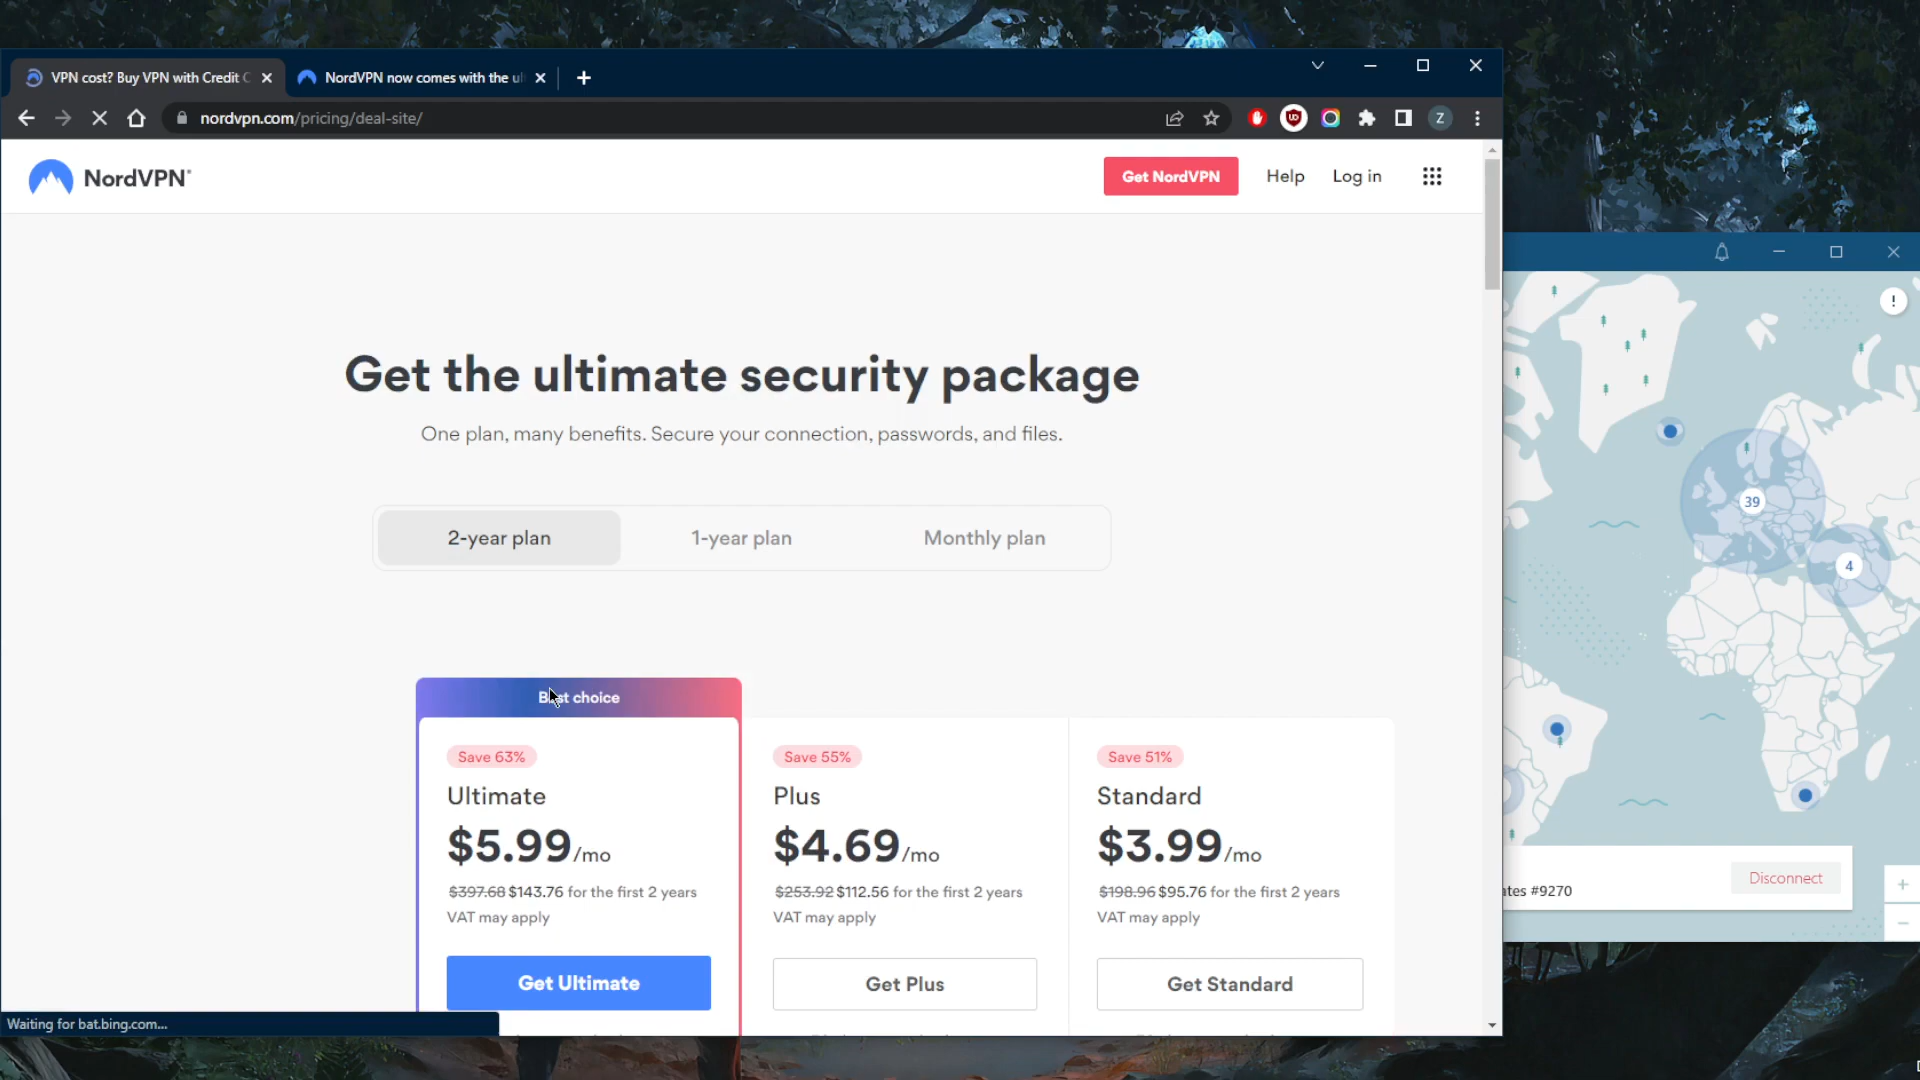 VPN cost? Buy VPN with Credit C
NordVPN now comes with the ul
nordvpn.com/pricing/deal-site/
Z
NordVPN®
Get NordVPN
Help
Log in
Get the ultimate security package
One plan, many benefits. Secure your connection, passwords, and files.
2-year plan
1-year plan
Monthly plan
Best choice
Save 63%
Ultimate
$5.99/mo
$397.68 $143.76 for the first 2 years
VAT may apply
Get Ultimate
Save 55%
Plus
$4.69/mo
$253.92 $112.56 for the first 2 years
VAT may apply
Get Plus
Save 51%
Standard
$3.99/mo
$198.96 $95.76 for the first 2 years
VAT may apply
Get Standard
Waiting for bat.bing.com...
!
39
4
ates #9270
Disconnect
+
−